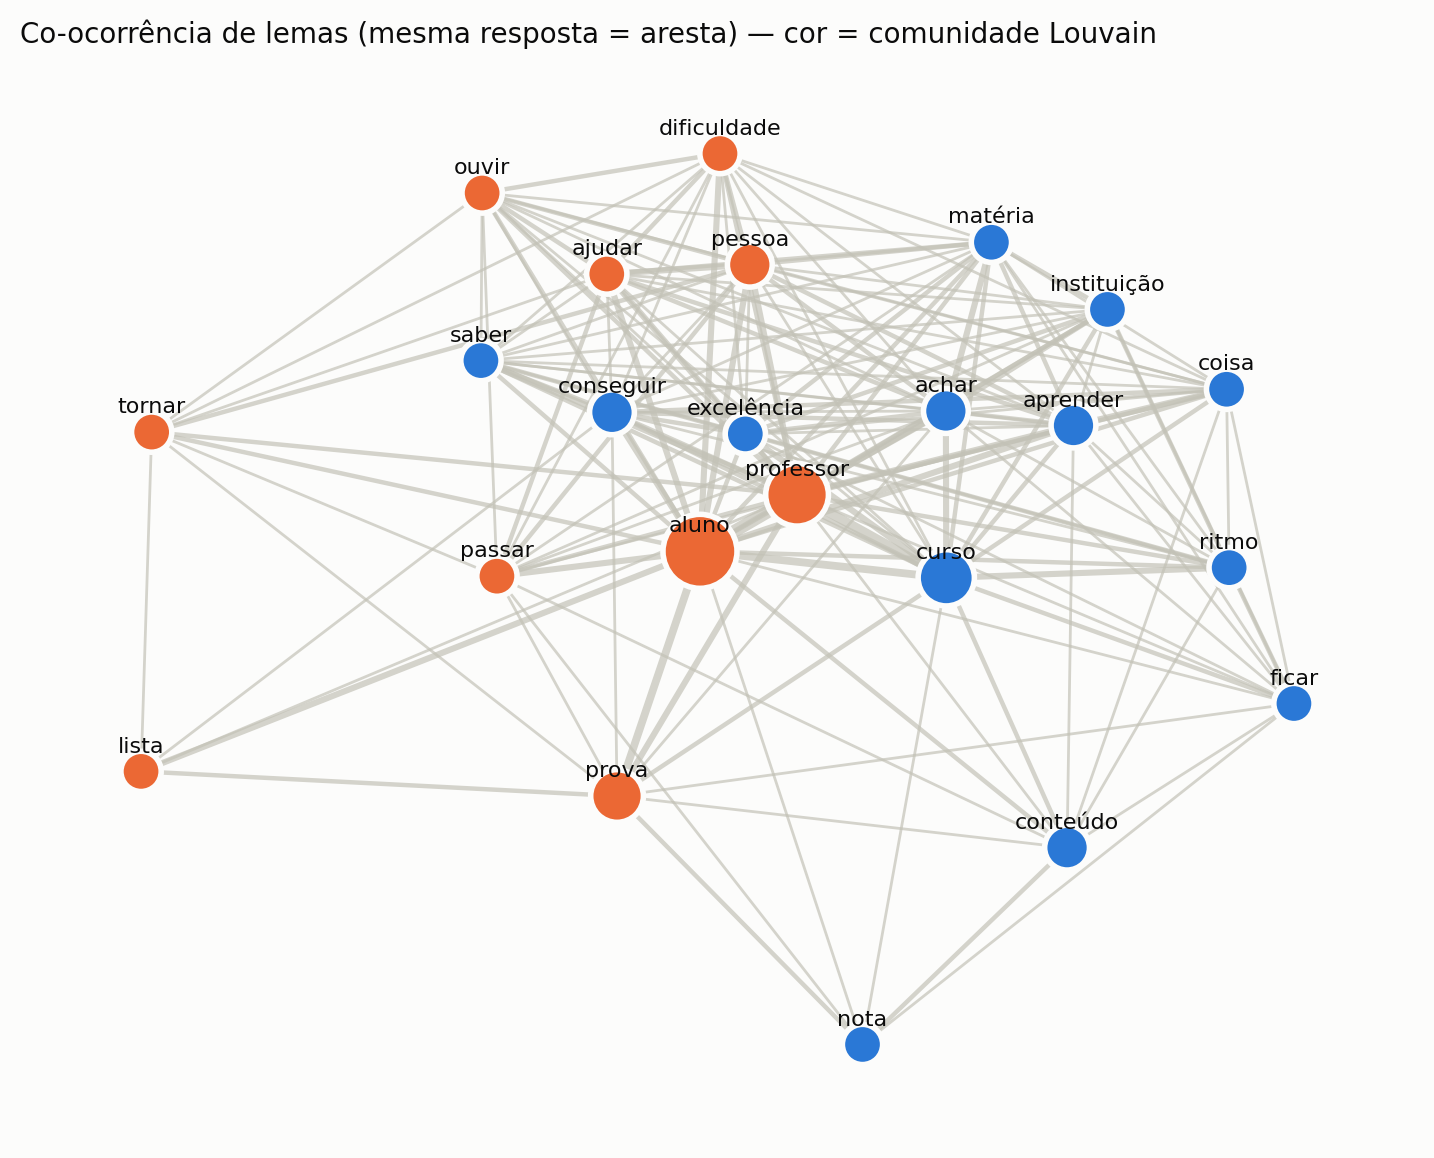 Co-ocorrência de lemas (mesma resposta = aresta) — cor = comunidade Louvain
dificuldade
ouvir
matéria
pessoa
ajudar
instituição
saber
coisa
conseguir
achar
aprender
tornar
excelência
professor
aluno
ritmo
passar
curso
ficar
lista
prova
conteúdo
nota